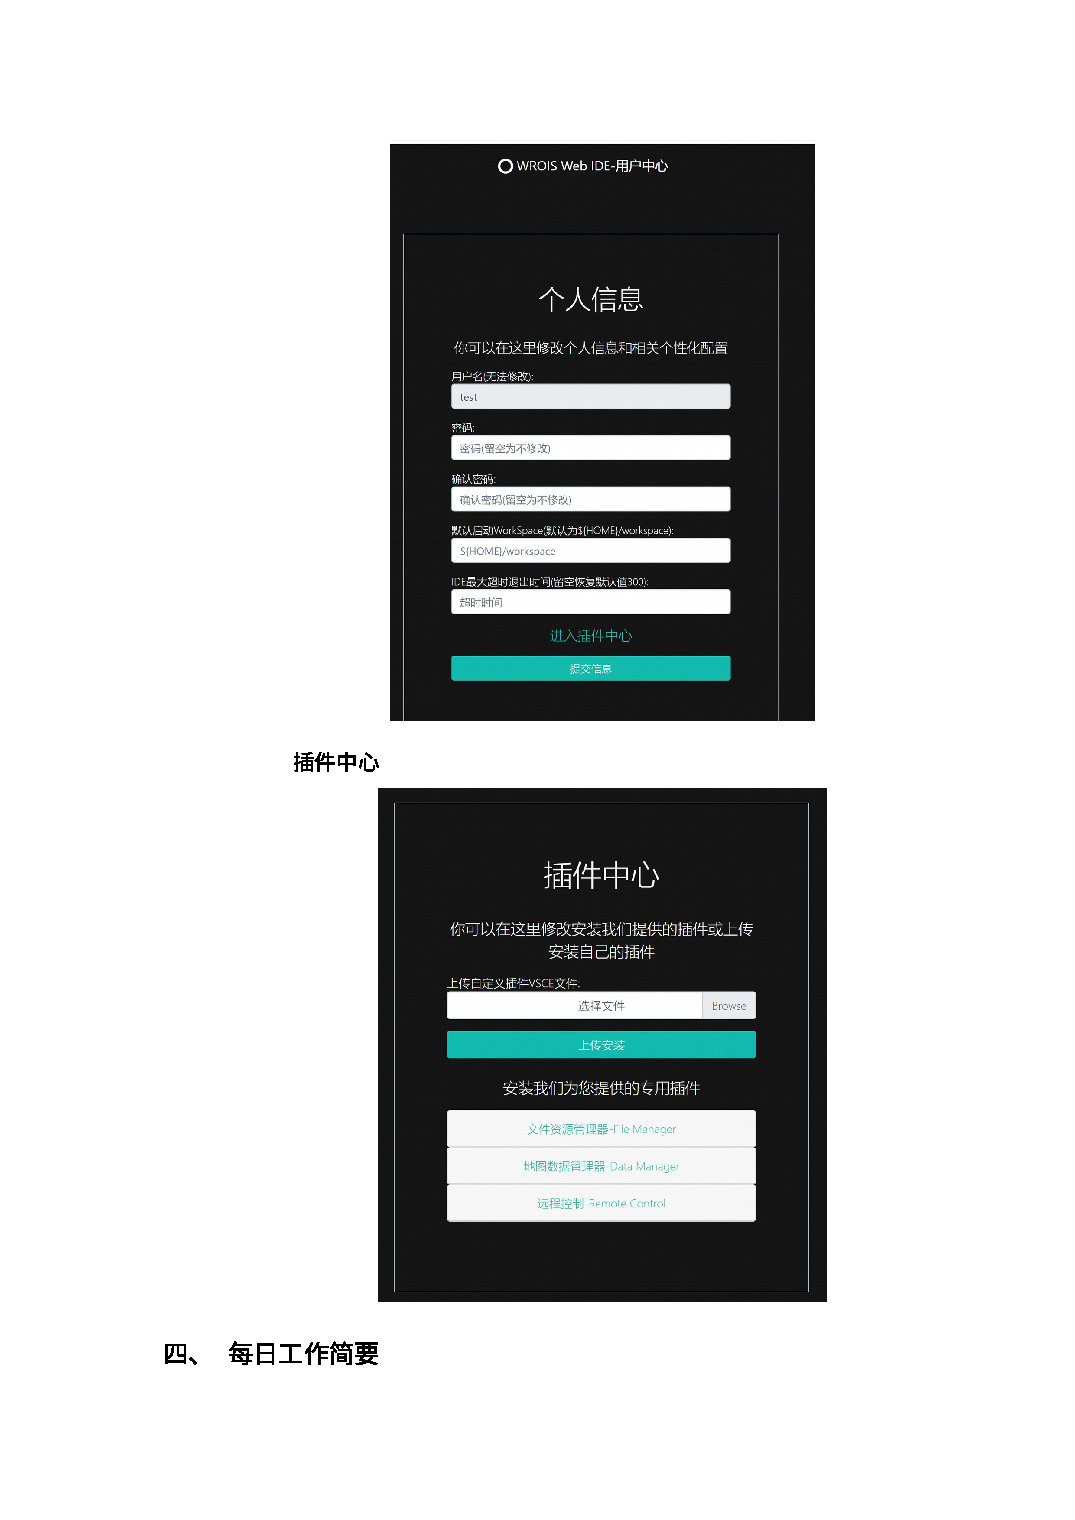 WROIS Web IDE-用户中心
个人信息
你可以在这里修改个人信息和相关个性化配置
用户名(无法修改):
test
密码:
密码(留空为不修改)
确认密码:
确认密码(留空为不修改)
默认启动WorkSpace(默认为${HOME}/workspace):
${HOME}/workspace
IDE最大超时退出时间(留空恢复默认值300):
超时时间
进入插件中心
提交信息
插件中心
插件中心
你可以在这里修改安装我们提供的插件或上传
安装自己的插件
上传自定义插件VSCE文件:
选择文件 Browse
上传安装
安装我们为您提供的专用插件
文件资源管理器-File Manager
地图数据管理器-Data Manager
远程控制-Remote Control
四、 每日工作简要